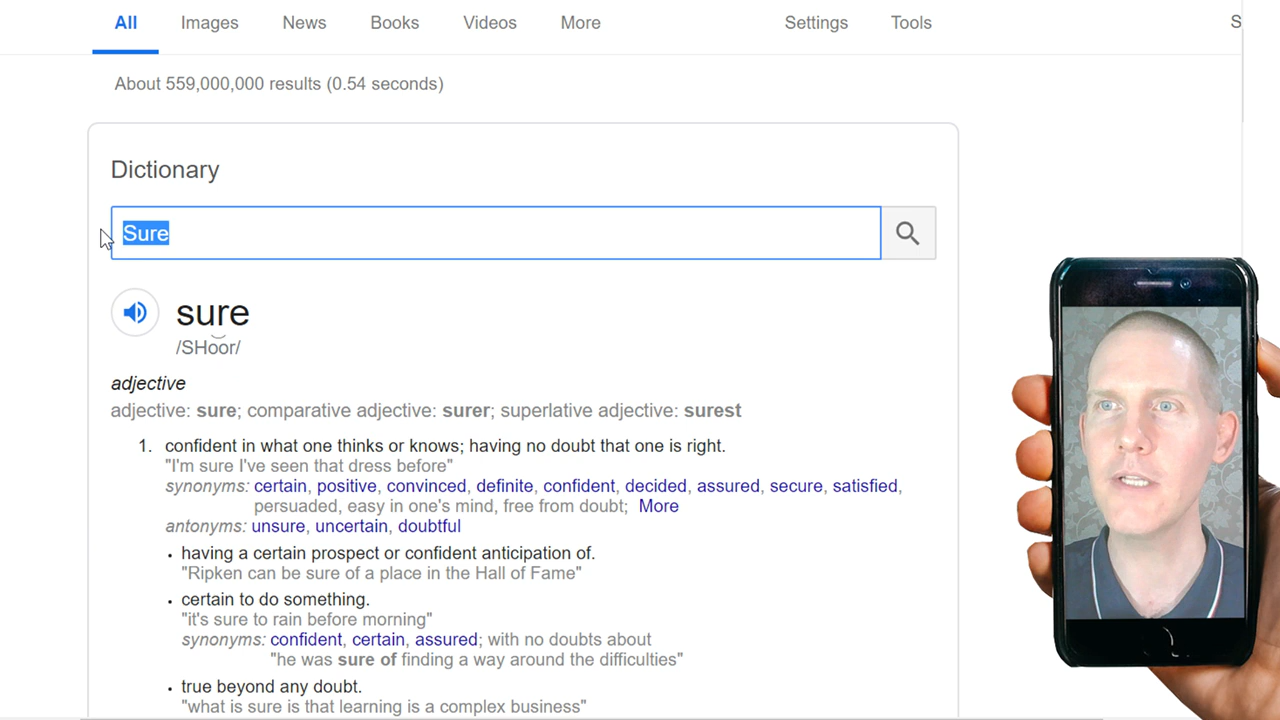 All Images News Books Videos More Settings Tools S
About 559,000,000 results (0.54 seconds)
Dictionary
Sure
sure
/SHoor/
adjective
adjective: sure; comparative adjective: surer; superlative adjective: surest
1. confident in what one thinks or knows; having no doubt that one is right.
"I'm sure I've seen that dress before"
synonyms: certain, positive, convinced, definite, confident, decided, assured, secure, satisfied,
persuaded, easy in one's mind, free from doubt; More
antonyms: unsure, uncertain, doubtful
• having a certain prospect or confident anticipation of.
"Ripken can be sure of a place in the Hall of Fame"
• certain to do something.
"it's sure to rain before morning"
synonyms: confident, certain, assured; with no doubts about
"he was sure of finding a way around the difficulties"
• true beyond any doubt.
"what is sure is that learning is a complex business"